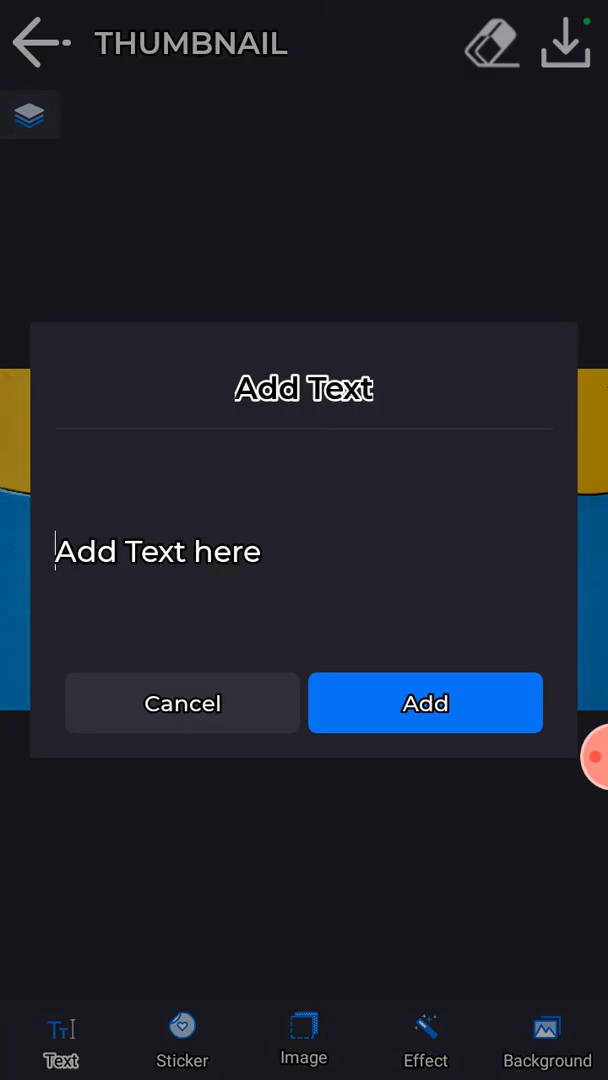 THUMBNAIL
Add Text
Add Text here
Cancel
Add
Text
Sticker
Image
Effect
Background